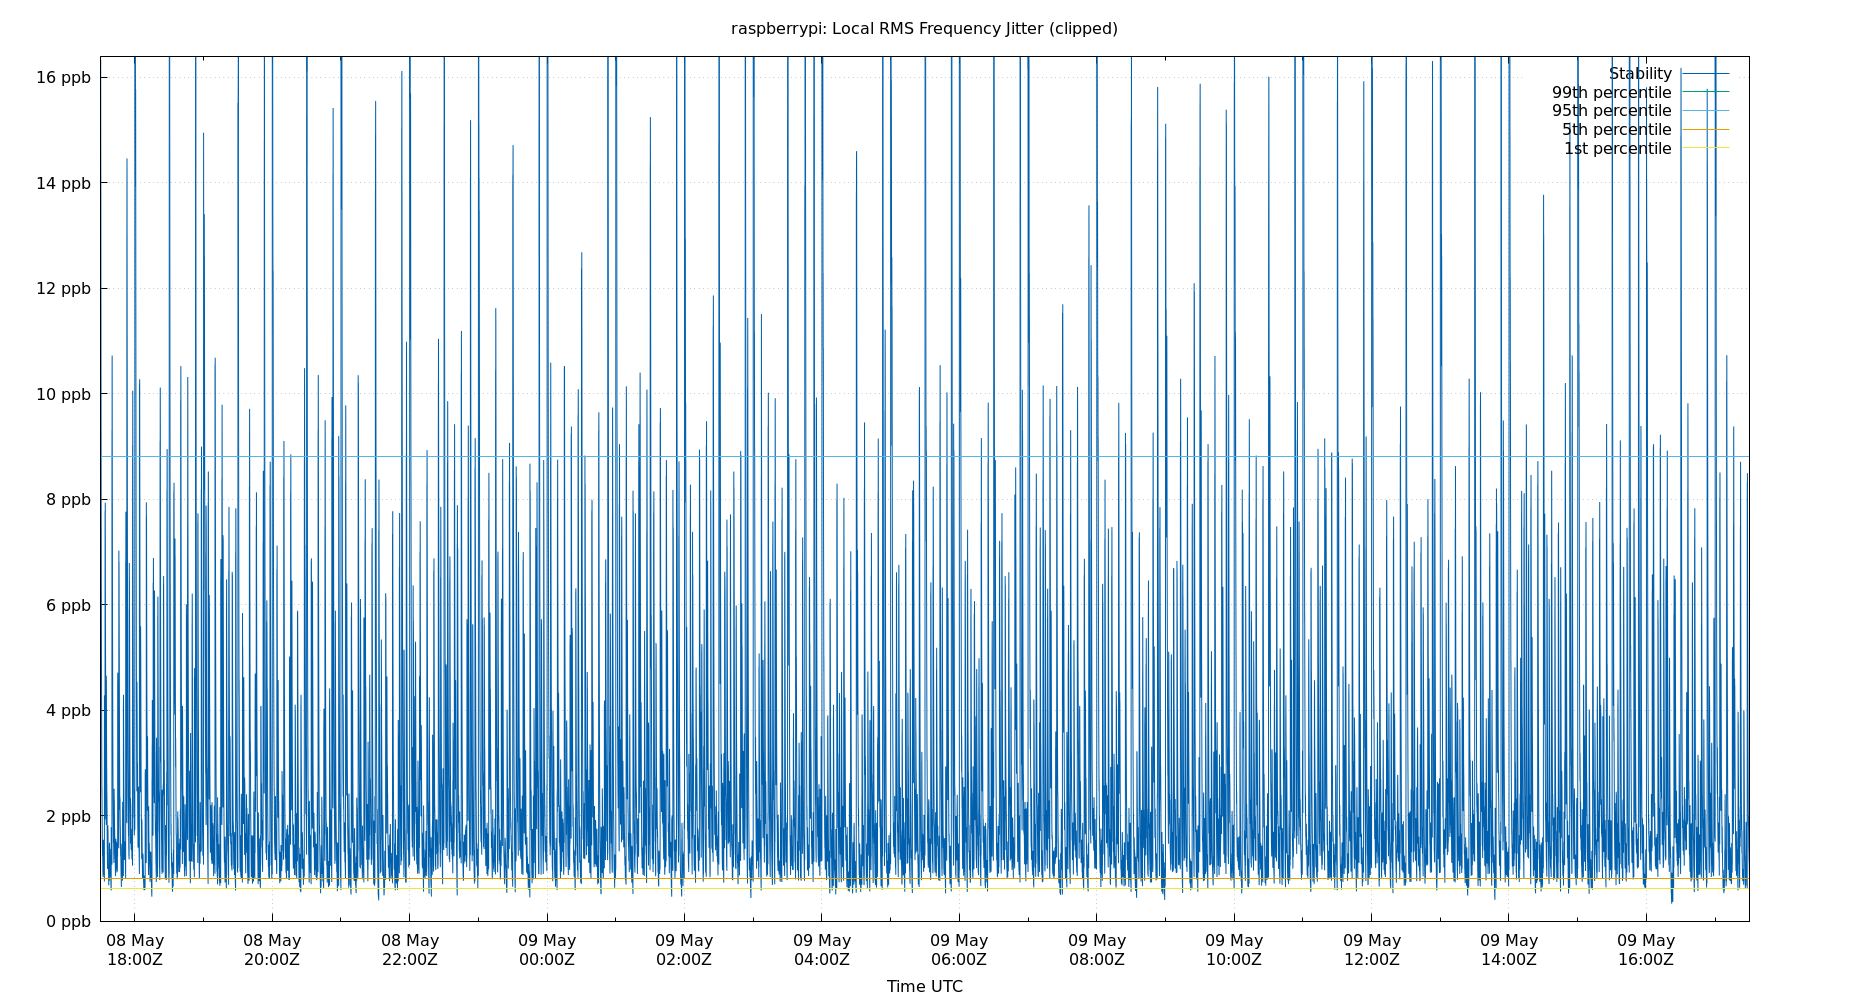 raspberrypi: Local RMS Frequency Jitter (clipped)
16 ppb
14 ppb
12 ppb
10 ppb
8 ppb
6 ppb
4 ppb
2 ppb
0 ppb
Stability
99th percentile
95th percentile
5th percentile
1st percentile
08 May 08 May 08 May 09 May 09 May 09 May 09 May 09 May 09 May 09 May 09 May 09 May
18:00Z 20:00Z 22:00Z 00:00Z 02:00Z 04:00Z 06:00Z 08:00Z 10:00Z 12:00Z 14:00Z 16:00Z
Time UTC